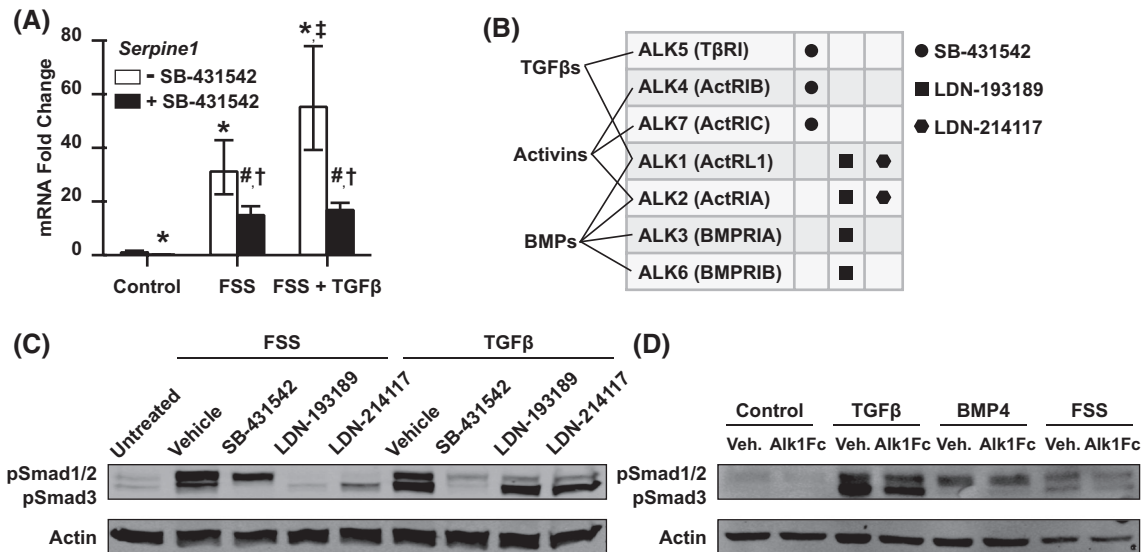 (A)
80
60
40
20
0
mRNA Fold Change
Serpine1
- SB-431542
+ SB-431542
*
*
#,†
*,‡
#,†
Control FSS FSS + TGFβ
(B)
TGFβs
Activins
BMPs
ALK5 (TβRI)
ALK4 (ActRIB)
ALK7 (ActRIC)
ALK1 (ActRL1)
ALK2 (ActRIA)
ALK3 (BMPRIA)
ALK6 (BMPRIB)
SB-431542
LDN-193189
LDN-214117
(C)
FSS TGFβ
Untreated Vehicle SB-431542 LDN-193189 LDN-214117 Vehicle SB-431542 LDN-193189 LDN-214117
pSmad1/2
pSmad3
Actin
(D)
Control TGFβ BMP4 FSS
Veh. Alk1Fc Veh. Alk1Fc Veh. Alk1Fc Veh. Alk1Fc
pSmad1/2
pSmad3
Actin